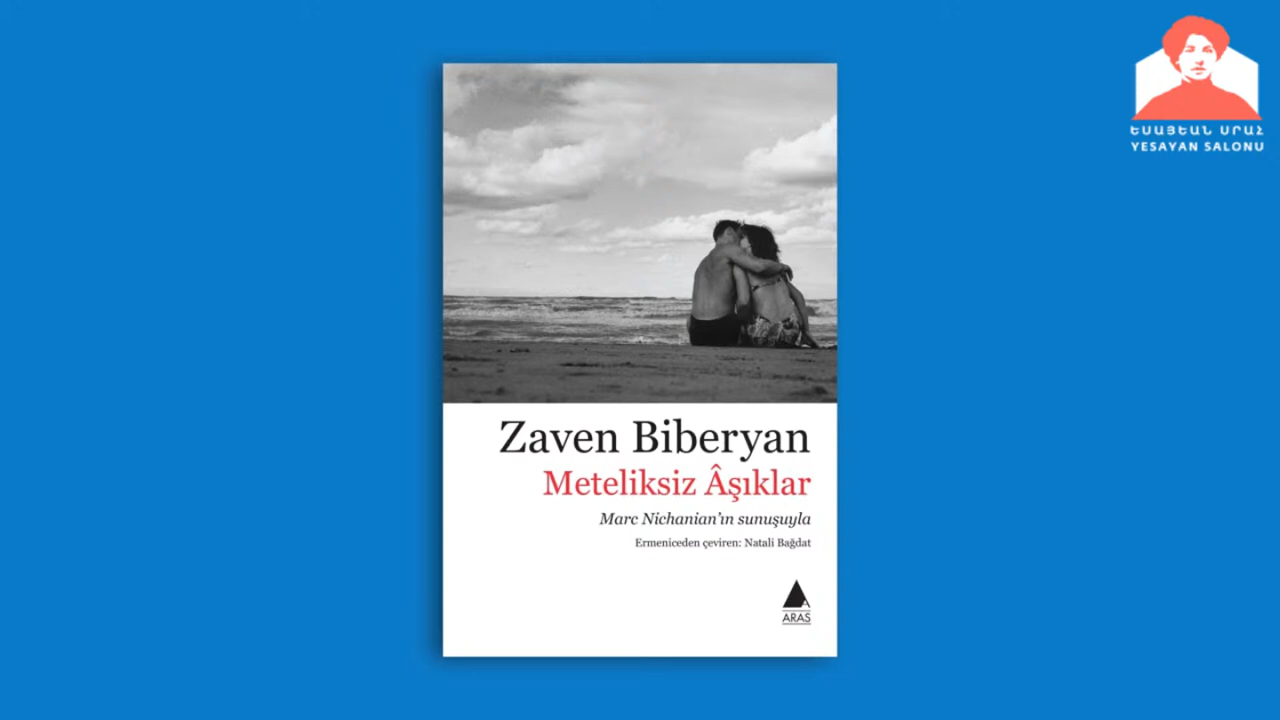 Zaven Biberyan
Meteliksiz Âşıklar
Marc Nichanian’ın sunuşuyla
Ermeniceden çeviren: Natali Bağdat
ARAS
ԵՍԱՅԵԱՆ ՍՐԱՀ
YESAYAN SALONU